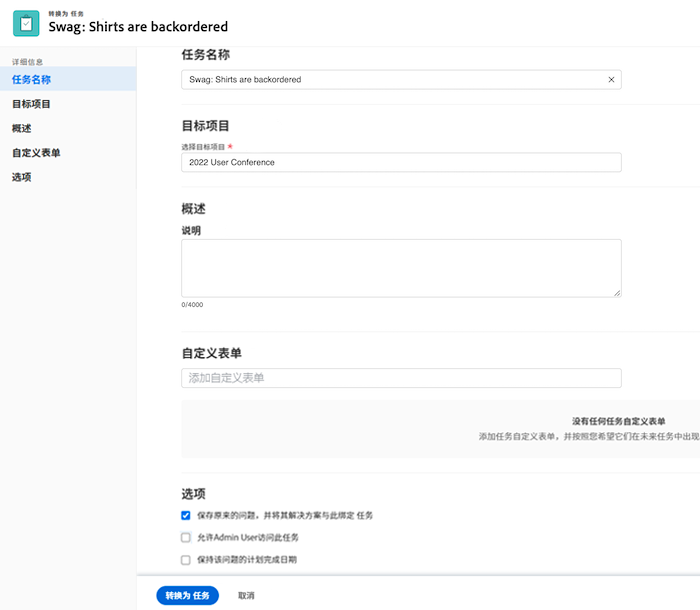 转换为 任务
Swag: Shirts are backordered
详细信息
任务名称
目标项目
概述
自定义表单
选项
任务名称
Swag: Shirts are backordered
目标项目
选择目标项目 *
2022 User Conference
概述
说明
0/4000
自定义表单
添加自定义表单
没有任何任务自定义表单
添加任务自定义表单，并按照您希望它们在未来任务中出现
选项
保存原来的问题，并将其解决方案与此绑定 任务
允许Admin User访问此任务
保持该问题的计划完成日期
转换为 任务
取消